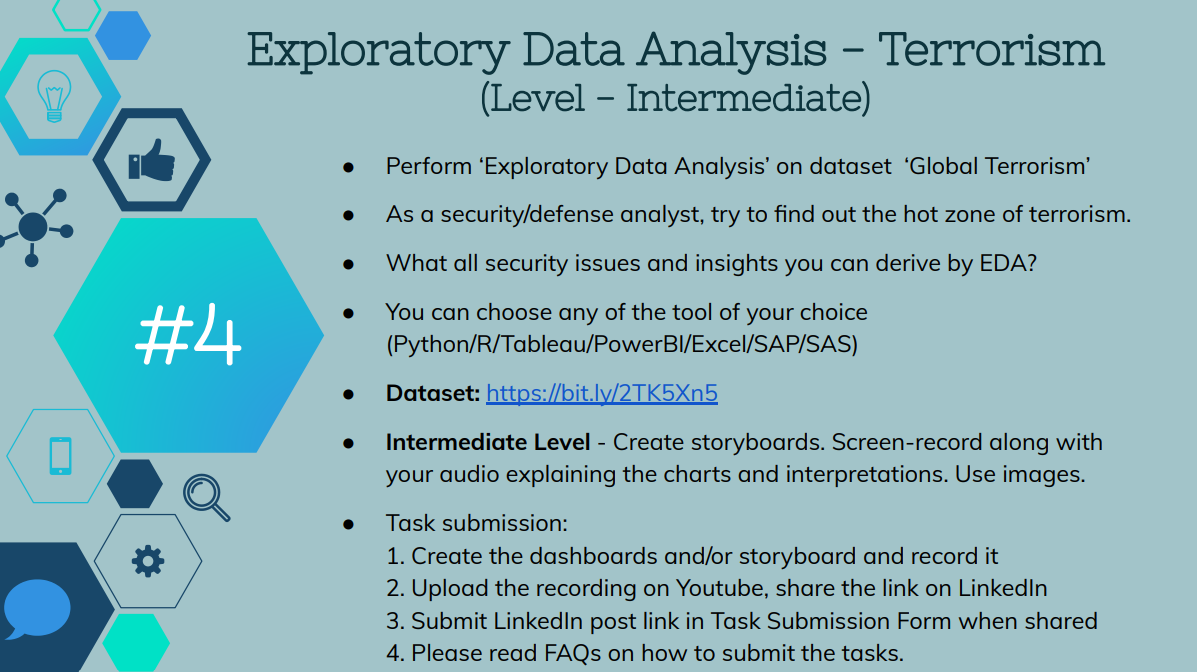 Exploratory Data Analysis – Terrorism
(Level – Intermediate)
● Perform ‘Exploratory Data Analysis’ on dataset ‘Global Terrorism’
● As a security/defense analyst, try to find out the hot zone of terrorism.
● What all security issues and insights you can derive by EDA?
● You can choose any of the tool of your choice
(Python/R/Tableau/PowerBI/Excel/SAP/SAS)
#4
● Dataset: https://bit.ly/2TK5Xn5
● Intermediate Level - Create storyboards. Screen-record along with
your audio explaining the charts and interpretations. Use images.
● Task submission:
1. Create the dashboards and/or storyboard and record it
2. Upload the recording on Youtube, share the link on LinkedIn
3. Submit LinkedIn post link in Task Submission Form when shared
4. Please read FAQs on how to submit the tasks.